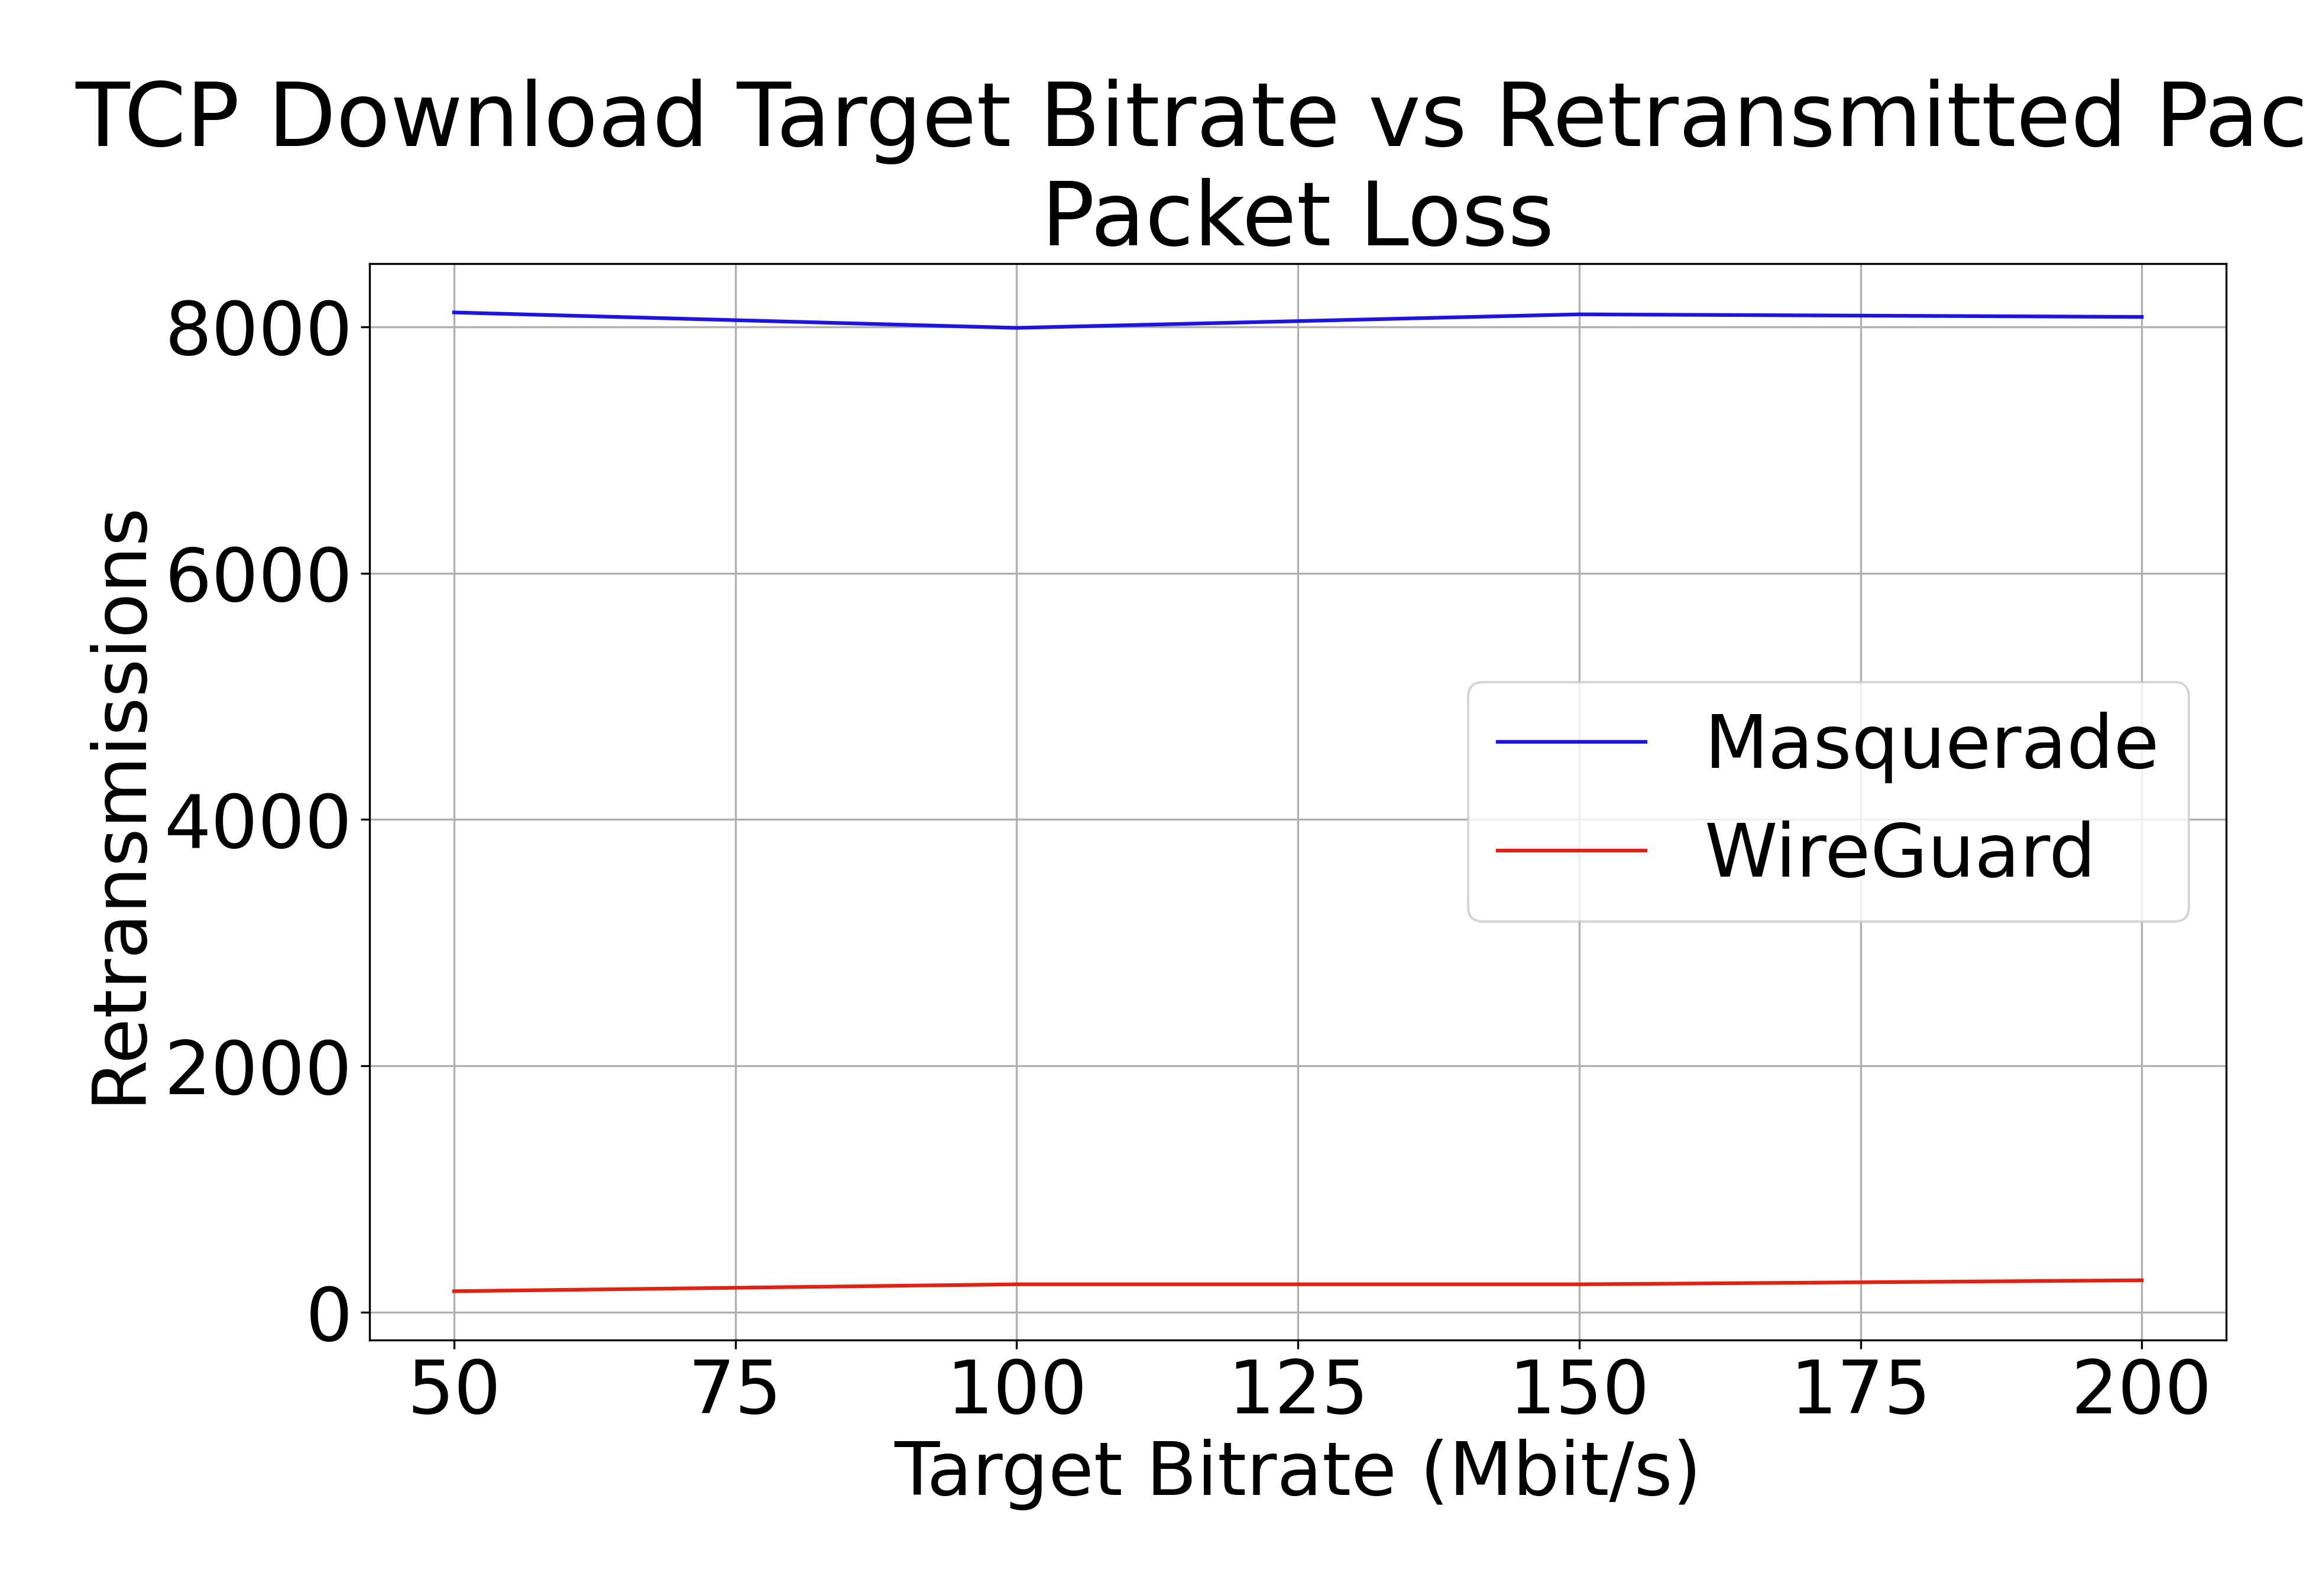 TCP Download Target Bitrate vs Retransmitted Pac
Packet Loss
8000
6000
4000
2000
0
Retransmissions
Masquerade
WireGuard
50 75 100 125 150 175 200
Target Bitrate (Mbit/s)